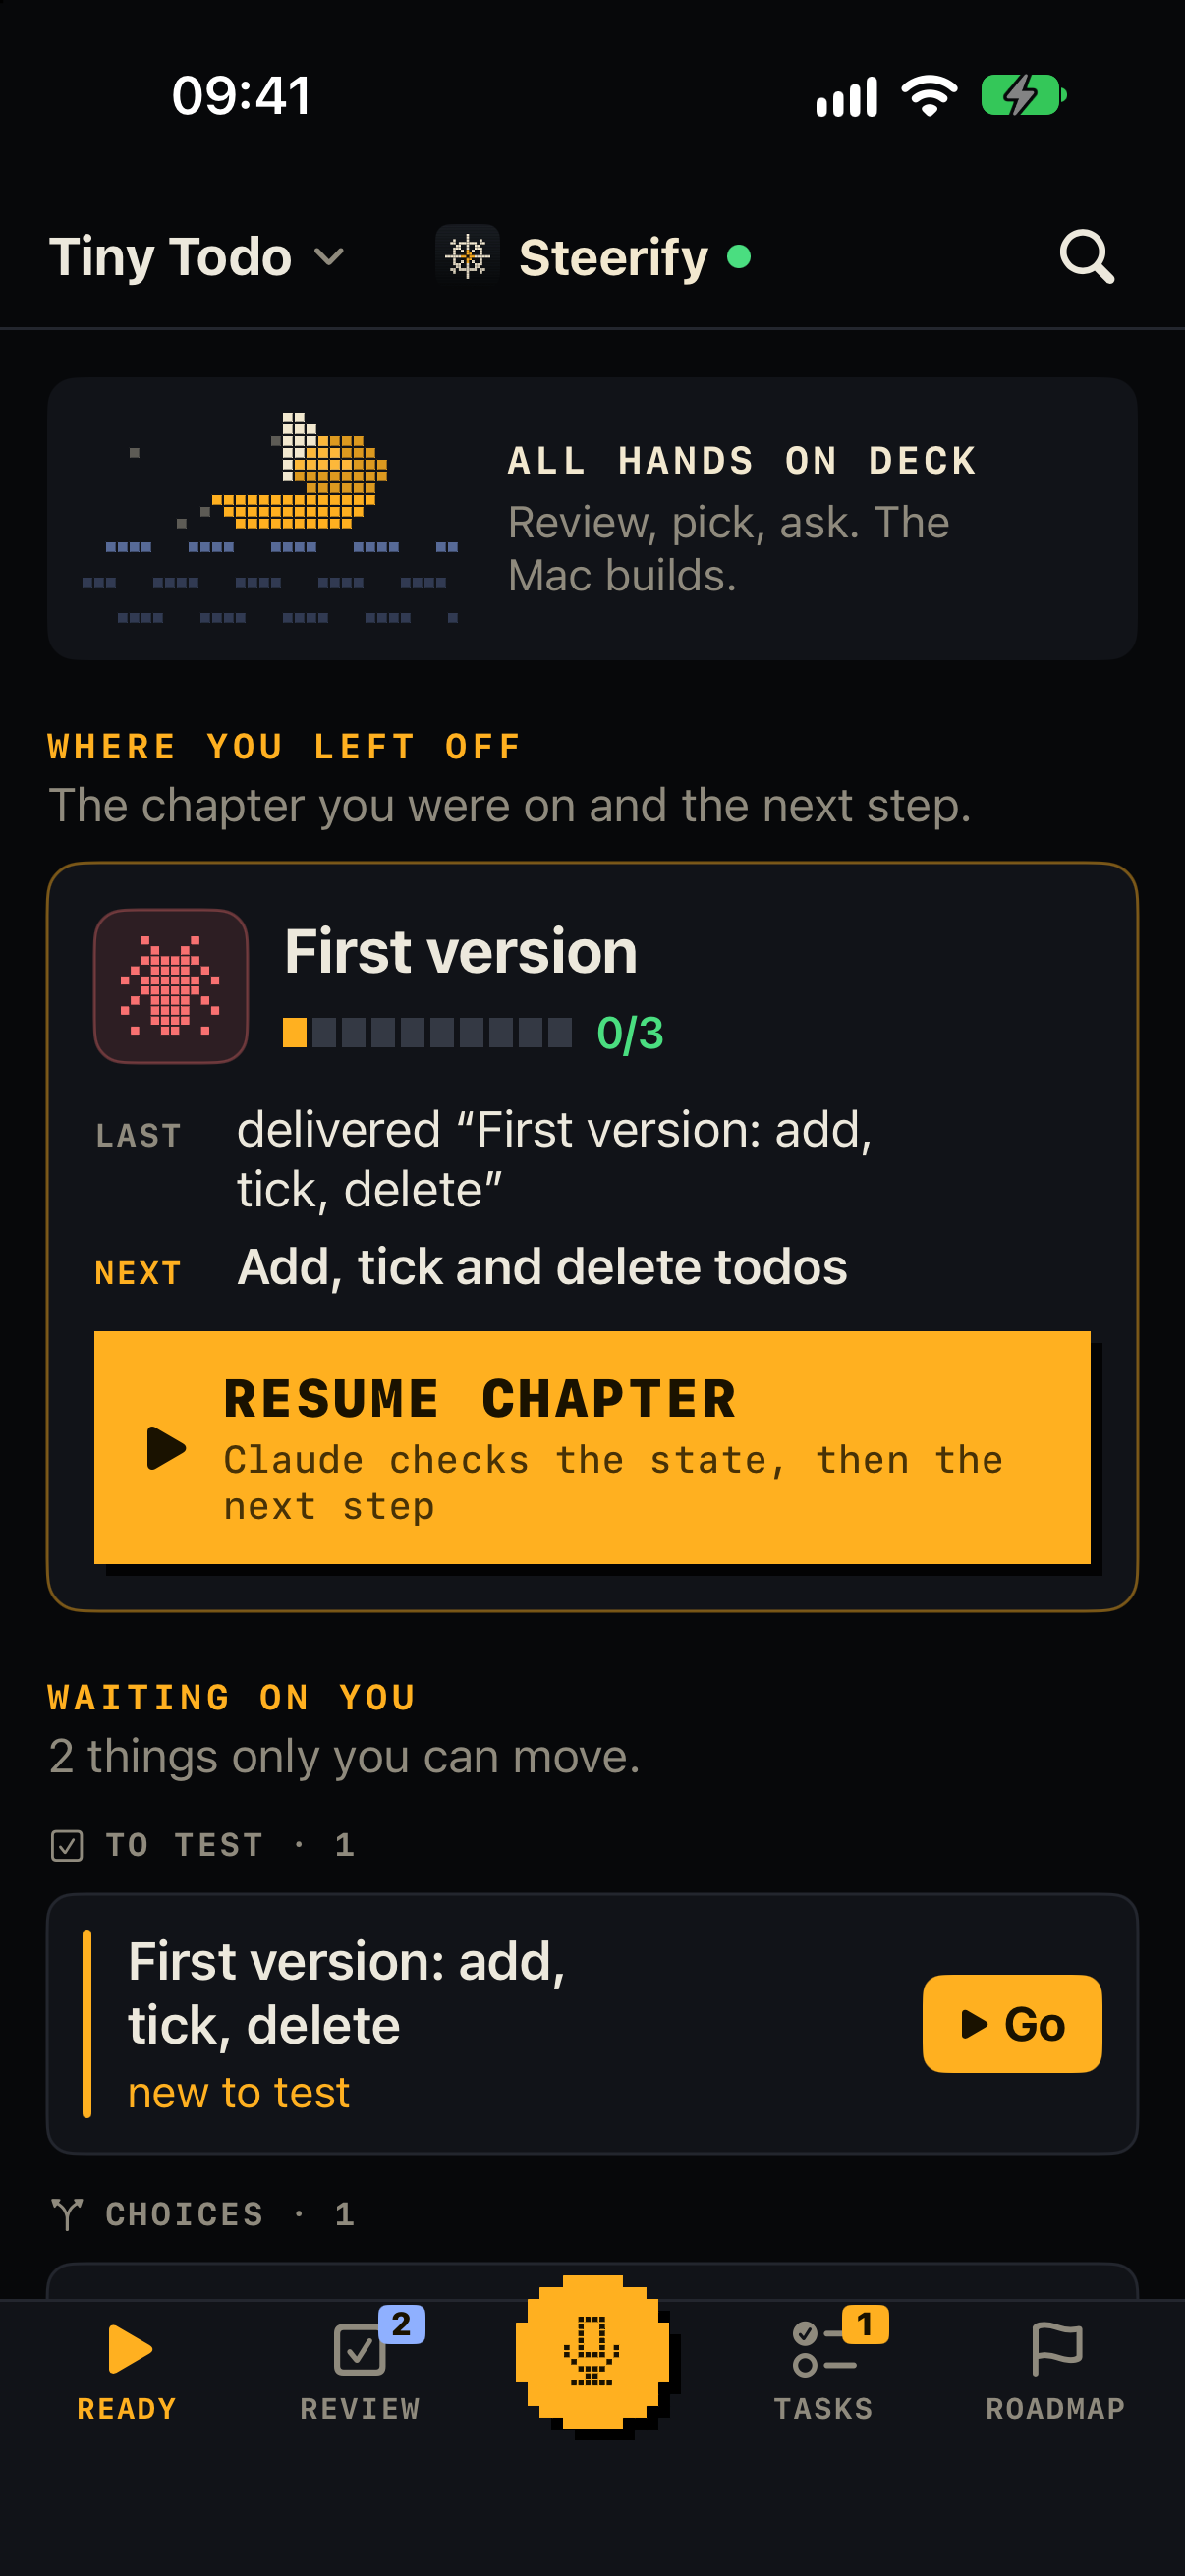 09:41
Tiny Todo
Steerify
ALL HANDS ON DECK
Review, pick, ask. The
Mac builds.
WHERE YOU LEFT OFF
The chapter you were on and the next step.
First version
0/3
LAST
delivered “First version: add,
tick, delete”
NEXT
Add, tick and delete todos
RESUME CHAPTER
Claude checks the state, then the
next step
WAITING ON YOU
2 things only you can move.
TO TEST · 1
First version: add,
tick, delete
new to test
Go
CHOICES · 1
READY
2
REVIEW
1
TASKS
ROADMAP